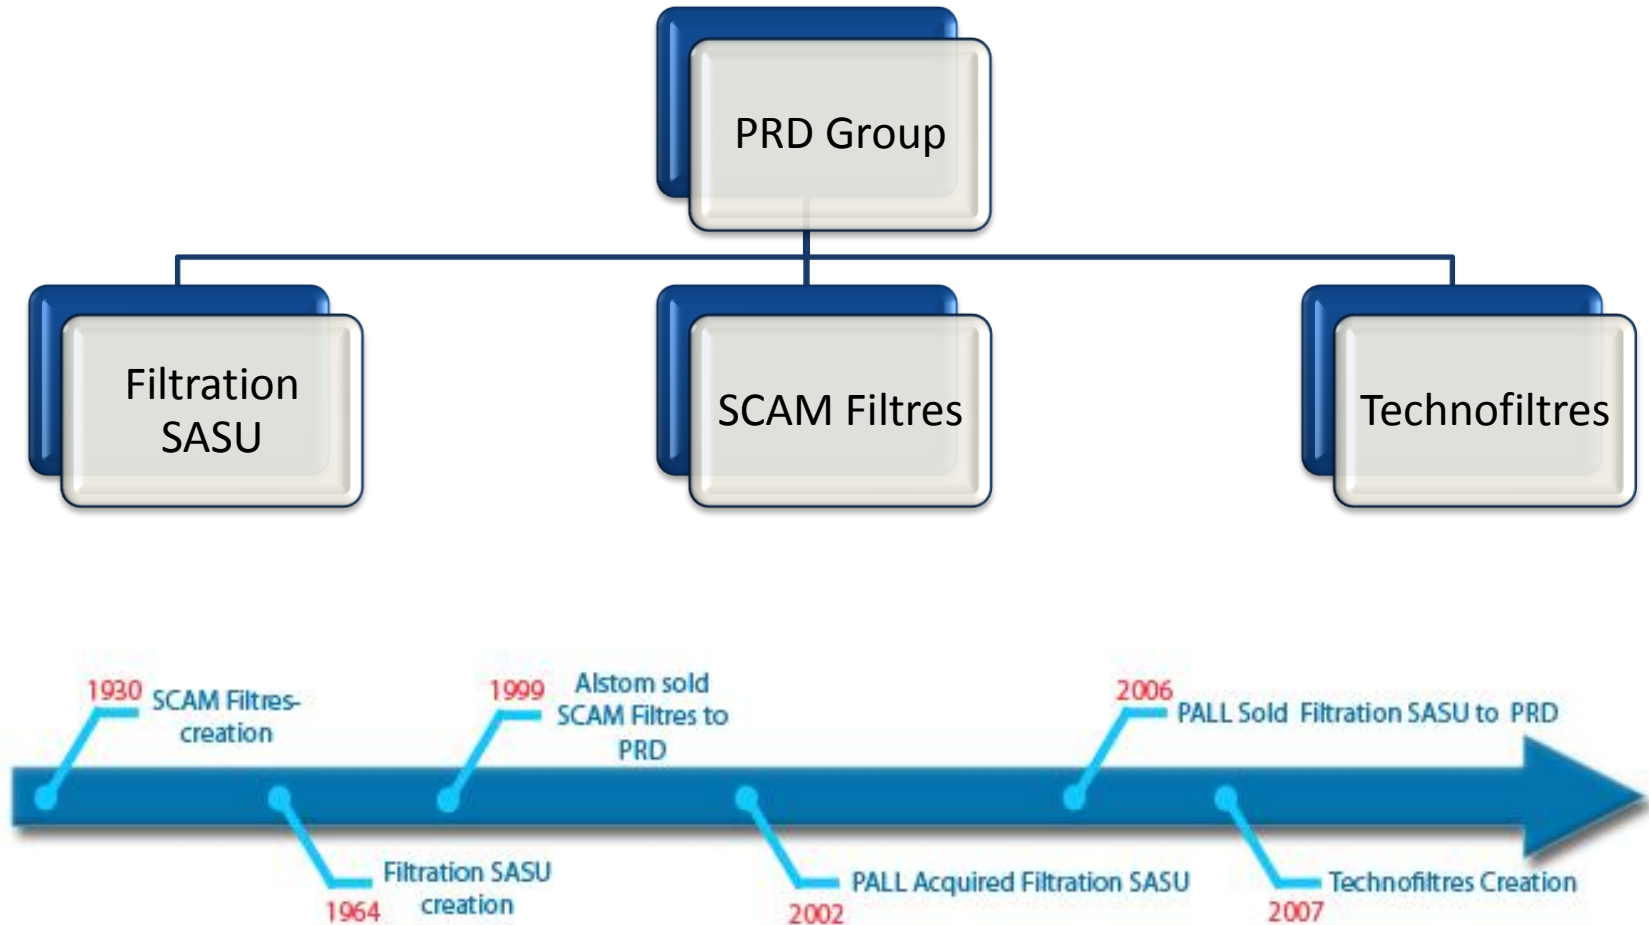 PRD Group
Filtration
SASU
SCAM Filtres
Technofiltres
1930
SCAM Filtres-
creation
1999
Alstom sold
SCAM Filtres to
PRD
2006
PALL Sold Filtration SASU to PRD
Filtration SASU
creation
1964
PALL Acquired Filtration SASU
2002
Technofiltres Creation
2007